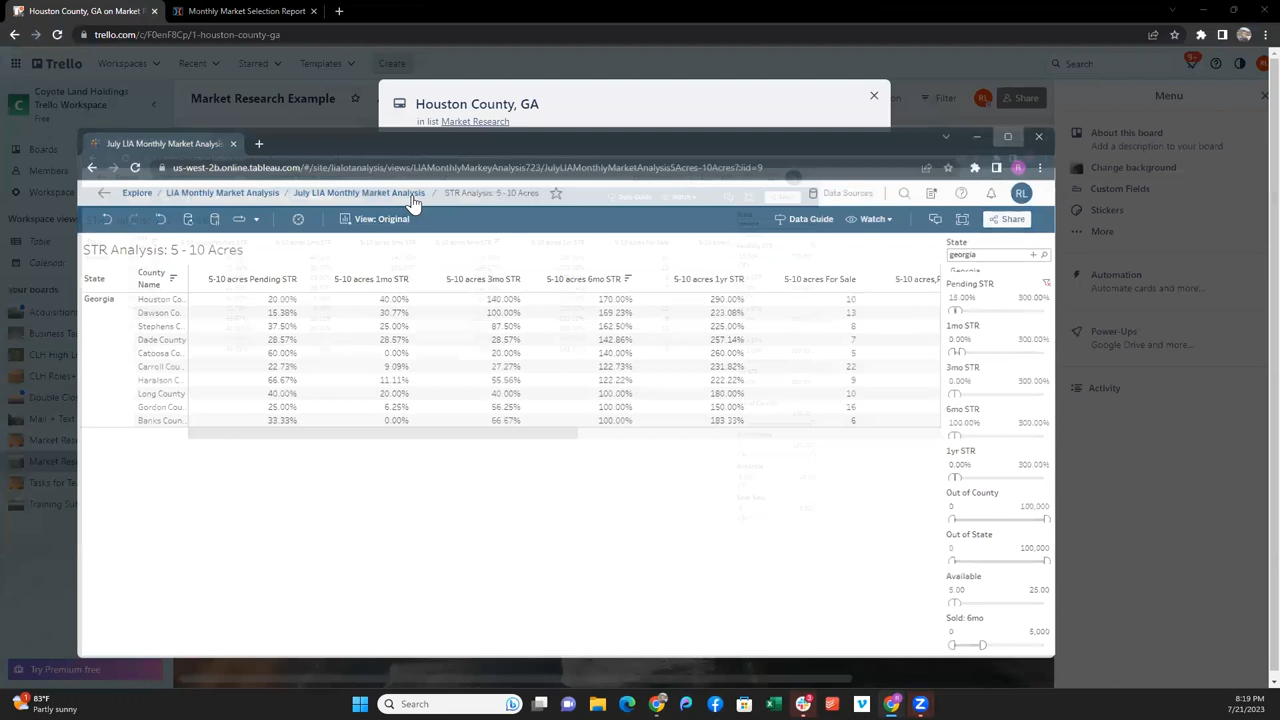 Houston County, GA on Market R
Monthly Market Selection Report
trello.com/c/F0enF8Cp/1-houston-county-ga
Trello
Workspaces
Recent
Starred
Templates
Create
Search
9+
RL
Coyote Land Holdings
Trello Workspace
Market Research Example
Filter
RL
Share
Menu
Houston County, GA
in list Market Research
Boards
Members
Table
Calendar
About this board
Change background
Custom Fields
Stickers
More
Automation
Automate cards and more...
Power-Ups
Google Drive and more...
Activity
Try Premium free
July LIA Monthly Market Analysis
us-west-2b.online.tableau.com/#/site/lialotanalysis/views/LIAMonthlyMarkeyAnalysis723/JulyLIAMonthlyMarketAnalysis5Acres-10Acres?:iid=9
Explore / LIA Monthly Market Analysis / July LIA Monthly Market Analysis / STR Analysis: 5 - 10 Acres
Data Sources
RL
View: Original
Data Guide
Watch
Share
STR Analysis: 5 - 10 Acres
State County Name 5-10 acres Pending STR 5-10 acres 1mo STR 5-10 acres 3mo STR 5-10 acres 6mo STR 5-10 acres 1yr STR 5-10 acres For Sale
Georgia Houston Co.. 20.00% 40.00% 140.00% 170.00% 290.00% 10
Dawson Co.. 15.38% 30.77% 100.00% 169.23% 223.08% 13
Stephens C.. 37.50% 25.00% 87.50% 162.50% 225.00% 8
Dade County 28.57% 28.57% 28.57% 142.86% 257.14% 7
Catoosa Co.. 60.00% 0.00% 20.00% 140.00% 260.00% 5
Carroll Cou.. 22.73% 9.09% 27.27% 122.73% 231.82% 22
Haralson C.. 66.67% 11.11% 55.56% 122.22% 222.22% 9
Long County 40.00% 20.00% 40.00% 100.00% 180.00% 10
Gordon Cou.. 25.00% 6.25% 56.25% 100.00% 150.00% 16
Banks Coun.. 33.33% 0.00% 66.67% 100.00% 183.33% 6
State
georgia
Georgia
Pending STR
15.00% 300.00%
1mo STR
0.00% 300.00%
3mo STR
0.00% 300.00%
6mo STR
100.00% 300.00%
1yr STR
0.00% 300.00%
Out of County
0 100,000
Out of State
0 100,000
Available
5.00 25.00
Sold: 6mo
0 5,000
83°F
Partly sunny
Search
8:19 PM
7/21/2023